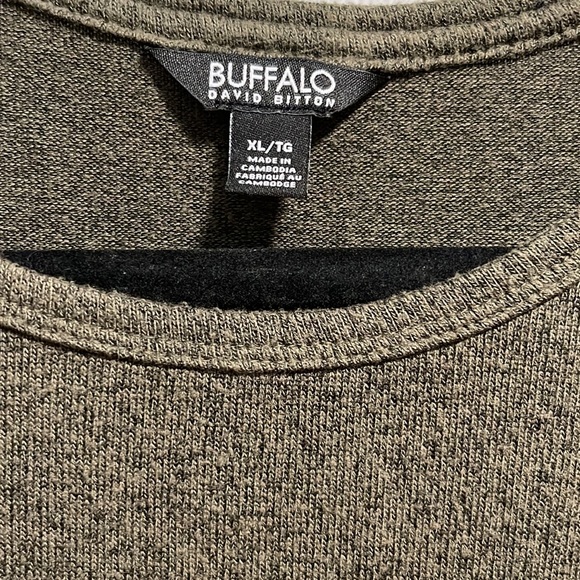 BUFFALO
DAVID BITTON
XL/TG
MADE IN
CAMBODIA
FABRIQUÉ AU
CAMBODGE